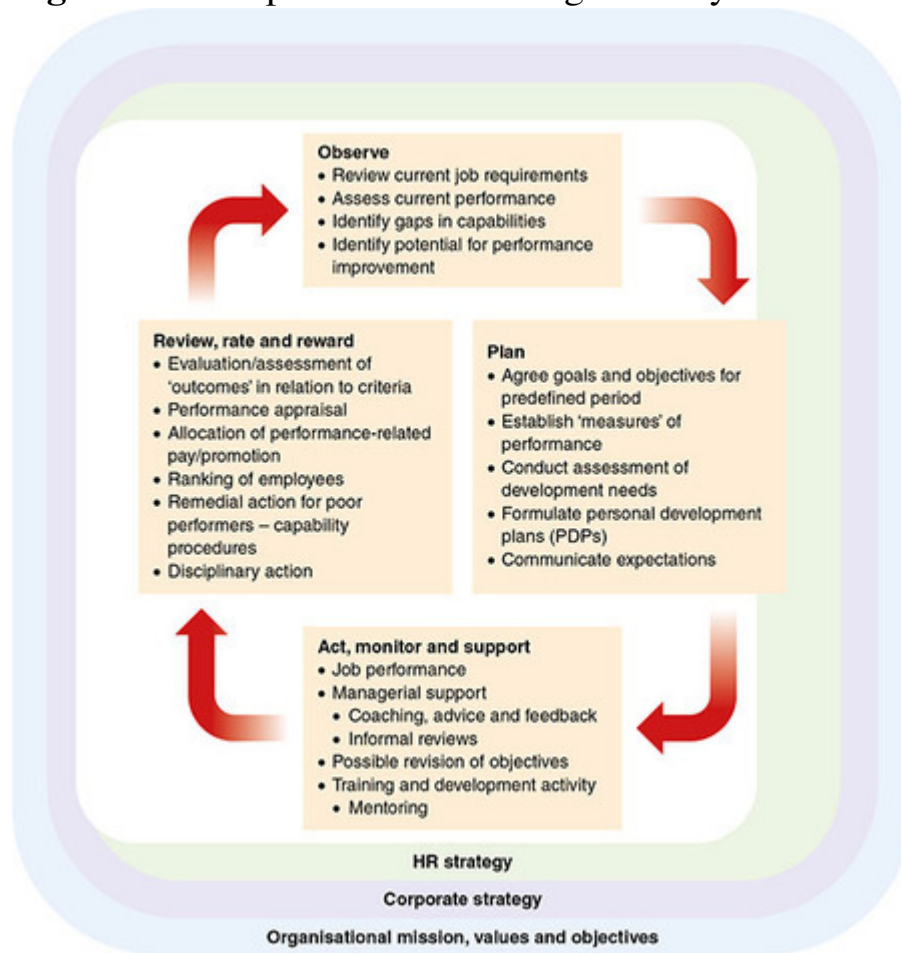 Observe
• Review current job requirements
• Assess current performance
• Identify gaps in capabilities
• Identify potential for performance
improvement
Plan
• Agree goals and objectives for
predefined period
• Establish ‘measures’ of
performance
• Conduct assessment of
development needs
• Formulate personal development
plans (PDPs)
• Communicate expectations
Act, monitor and support
• Job performance
• Managerial support
• Coaching, advice and feedback
• Informal reviews
• Possible revision of objectives
• Training and development activity
• Mentoring
Review, rate and reward
• Evaluation/assessment of
‘outcomes’ in relation to criteria
• Performance appraisal
• Allocation of performance-related
pay/promotion
• Ranking of employees
• Remedial action for poor
performers – capability
procedures
• Disciplinary action
HR strategy
Corporate strategy
Organisational mission, values and objectives